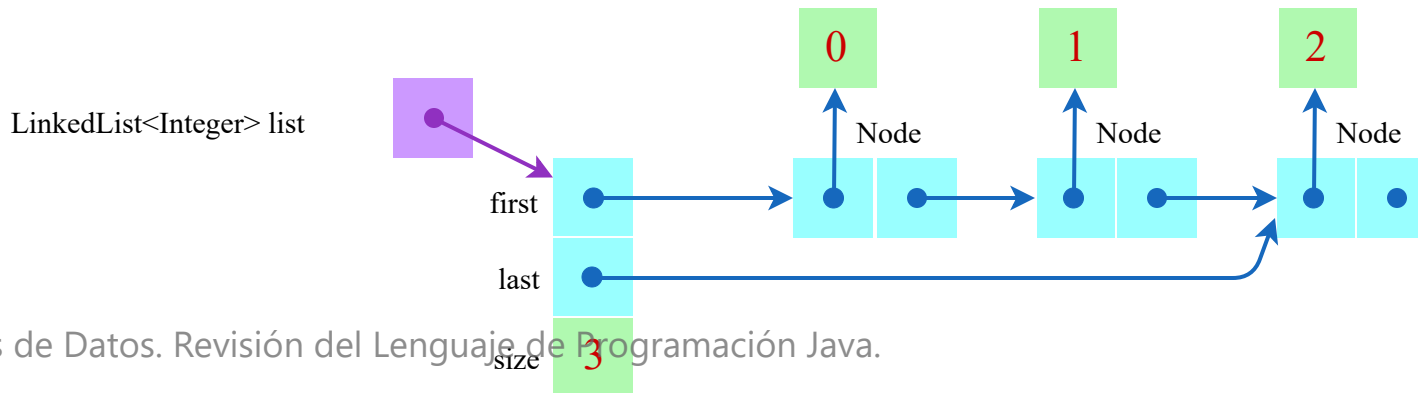 0 1 2
LinkedList<Integer> list
Node Node Node
first
last
s de Datos. Revisión del Lenguaje de Programación Java.
size 3